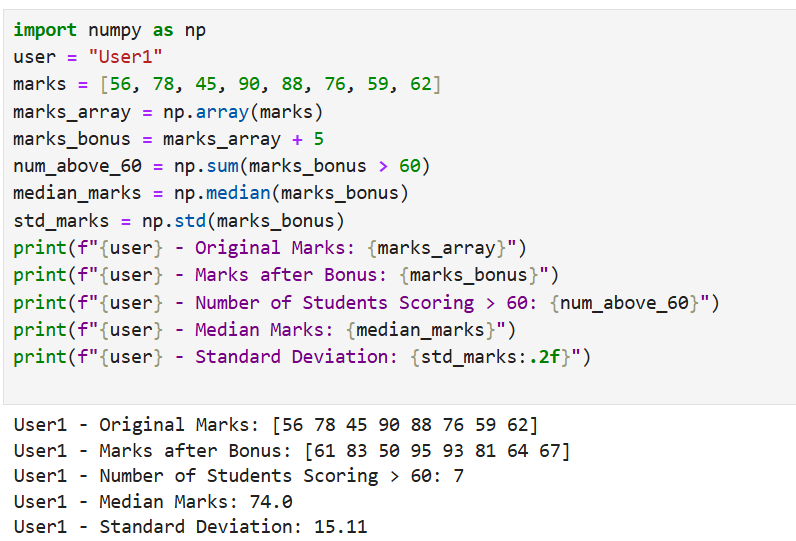 import numpy as np
user = "User1"
marks = [56, 78, 45, 90, 88, 76, 59, 62]
marks_array = np.array(marks)
marks_bonus = marks_array + 5
num_above_60 = np.sum(marks_bonus > 60)
median_marks = np.median(marks_bonus)
std_marks = np.std(marks_bonus)
print(f"{user} - Original Marks: {marks_array}")
print(f"{user} - Marks after Bonus: {marks_bonus}")
print(f"{user} - Number of Students Scoring > 60: {num_above_60}")
print(f"{user} - Median Marks: {median_marks}")
print(f"{user} - Standard Deviation: {std_marks:.2f}")
User1 - Original Marks: [56 78 45 90 88 76 59 62]
User1 - Marks after Bonus: [61 83 50 95 93 81 64 67]
User1 - Number of Students Scoring > 60: 7
User1 - Median Marks: 74.0
User1 - Standard Deviation: 15.11